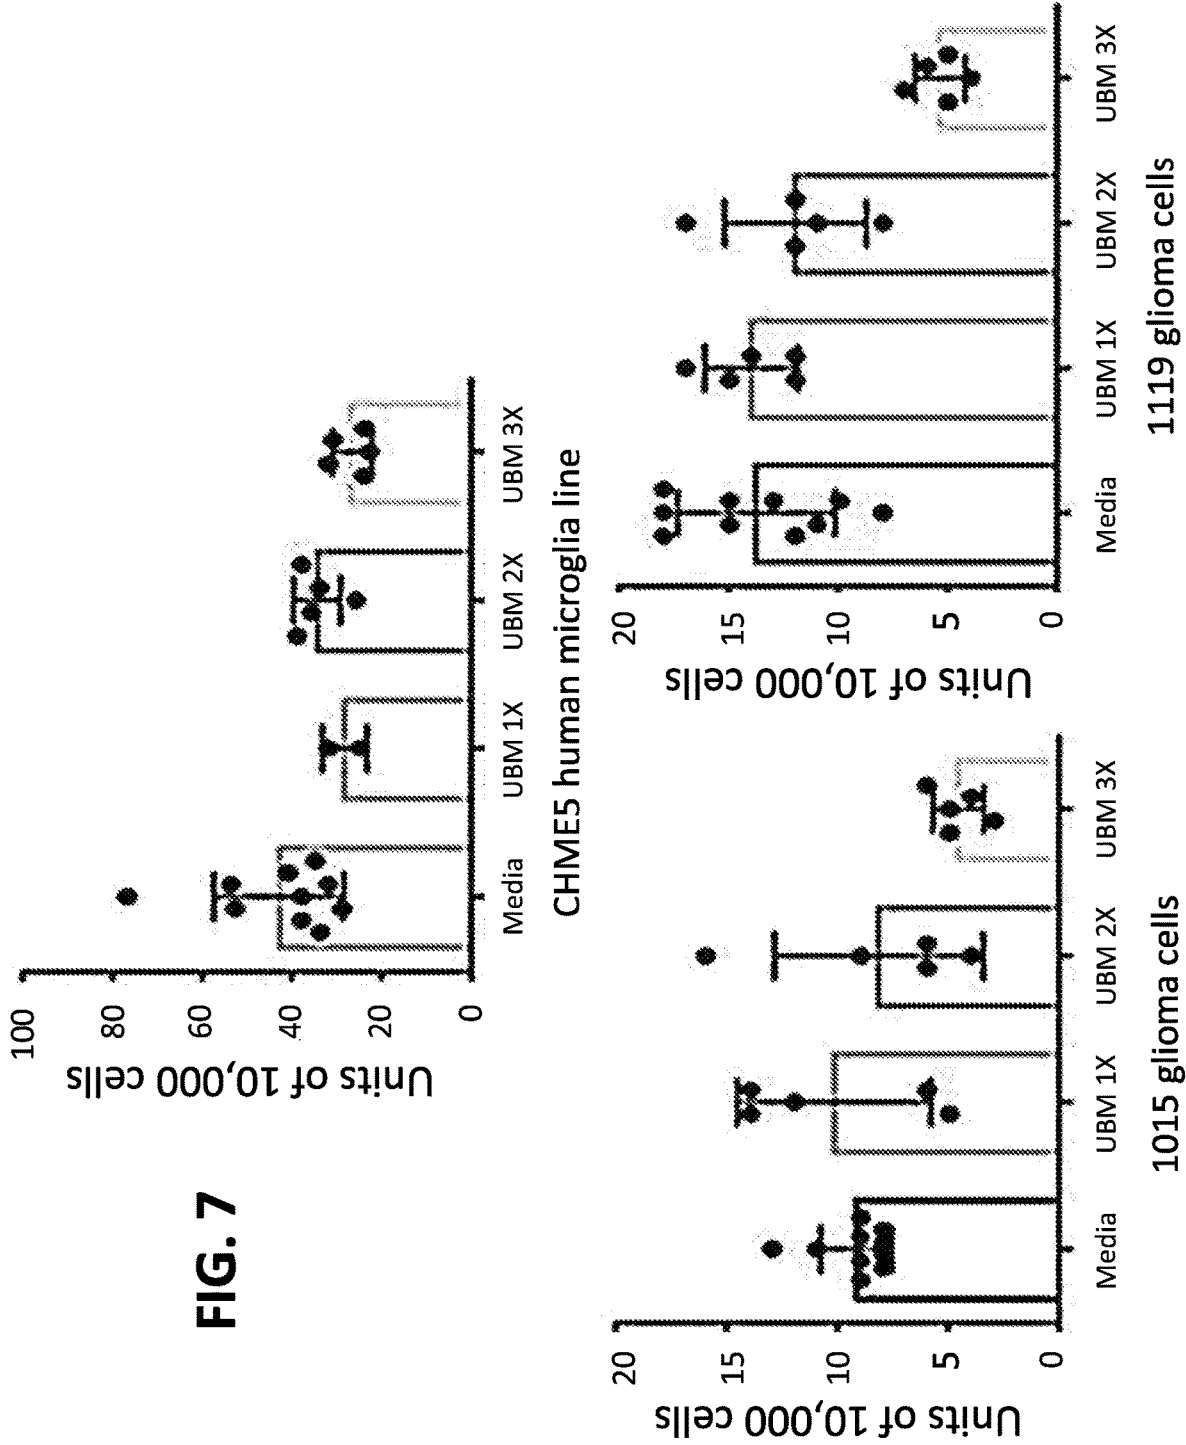 FIG. 7
Units of 10,000 cells
100
80
60
40
20
0
Media
UBM 1X
UBM 2X
UBM 3X
CHME5 human microglia line
Units of 10,000 cells
20
15
10
5
0
Media
UBM 1X
UBM 2X
UBM 3X
1015 glioma cells
Units of 10,000 cells
20
15
10
5
0
Media
UBM 1X
UBM 2X
UBM 3X
1119 glioma cells